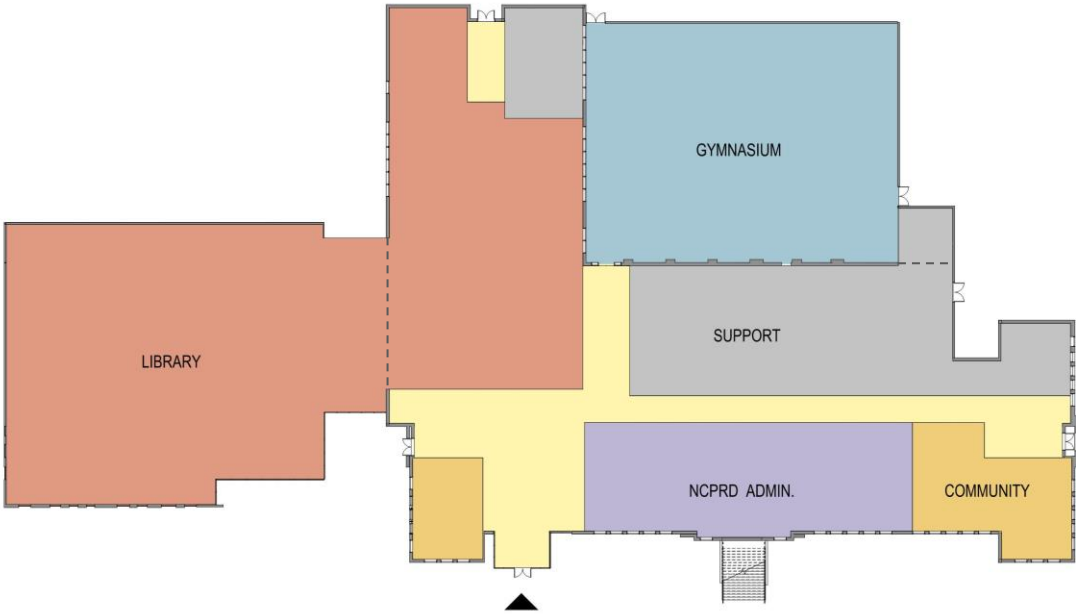 GYMNASIUM
SUPPORT
LIBRARY
NCPRD ADMIN.
COMMUNITY